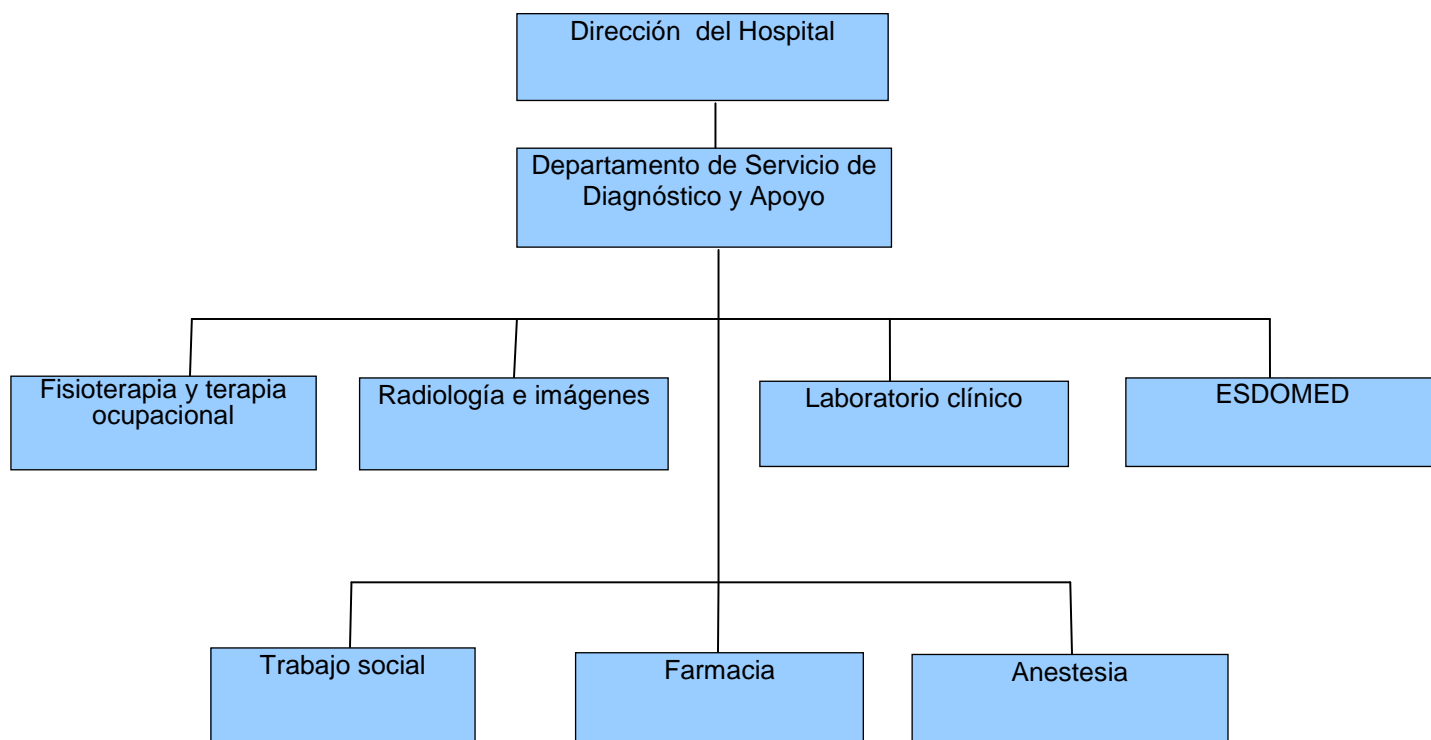 Dirección  del Hospital
Departamento de Servicio de
Diagnóstico y Apoyo
Fisioterapia y terapia
ocupacional
Radiología e imágenes
Laboratorio clínico
ESDOMED
Trabajo social
Farmacia
Anestesia